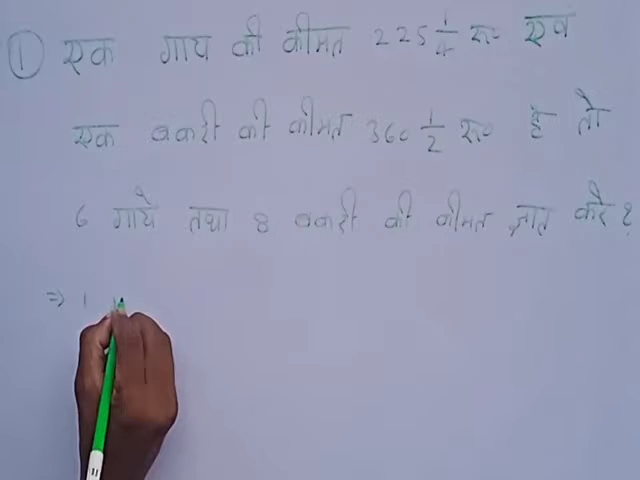 ① एक गाय की कीमत 225 1/4 रू० एव
एक बकरी की कीमत 360 1/2 रू० है तो
6 गाये तथा 8 बकरी की कीमत ज्ञात करै ?
⇒ 1